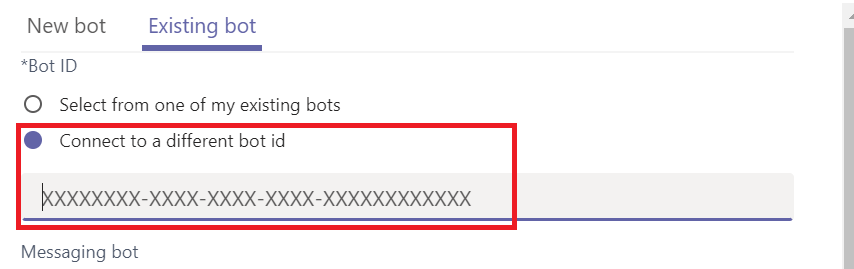 New bot Existing bot
*Bot ID
Select from one of my existing bots
Connect to a different bot id
XXXXXXXX-XXXX-XXXX-XXXX-XXXXXXXXXXXX
Messaging bot